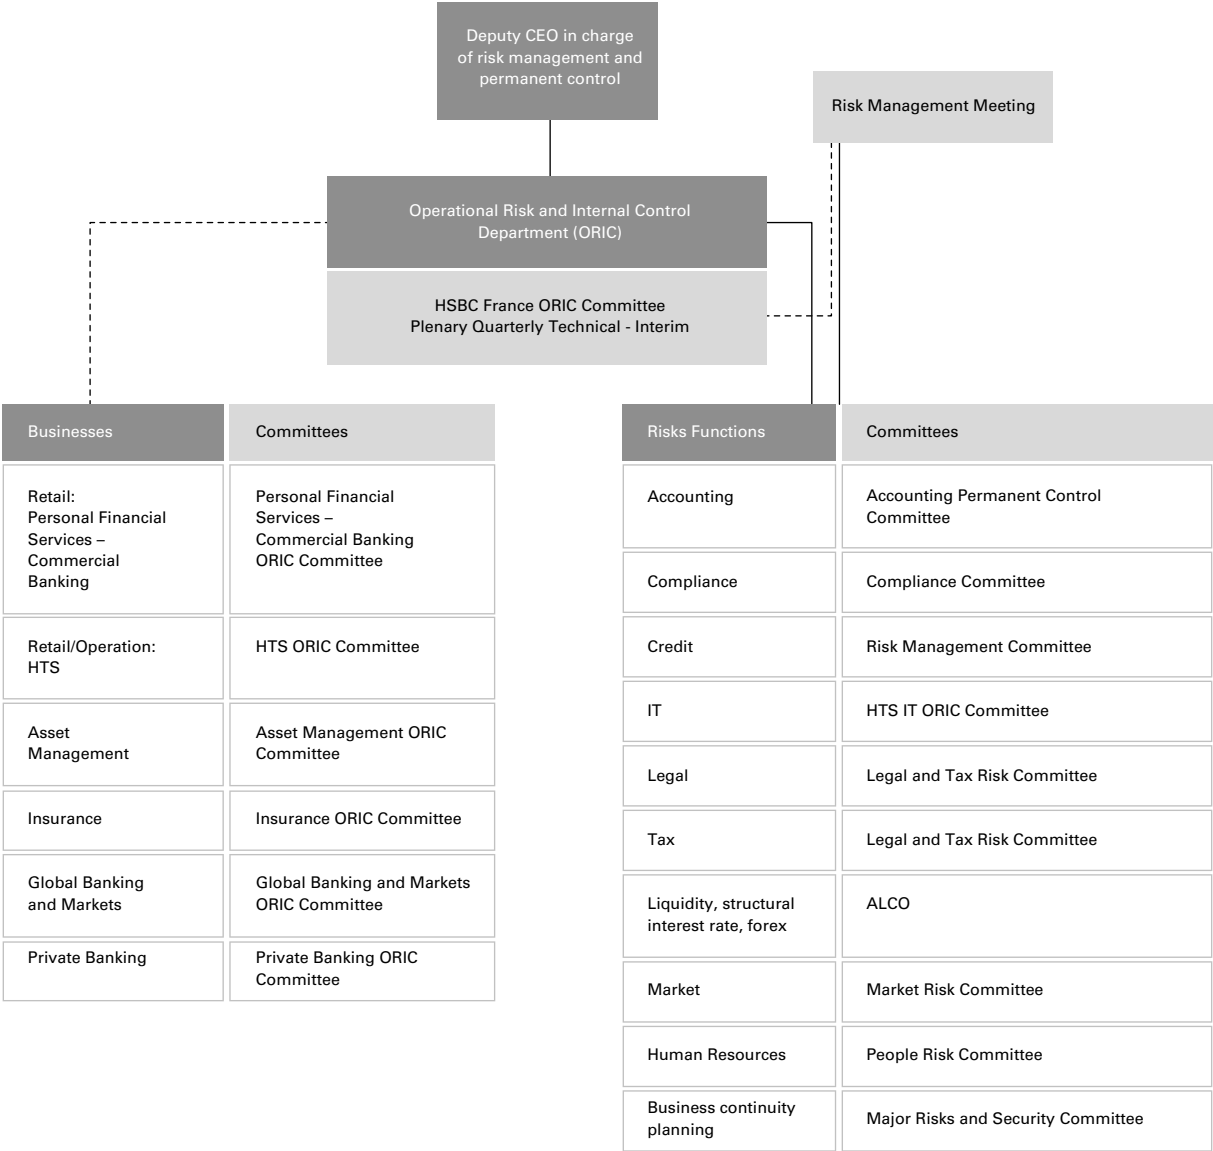 Deputy CEO in charge
of risk management and
permanent control
Risk Management Meeting
Operational Risk and Internal Control
Department (ORIC)
HSBC France ORIC Committee
Plenary Quarterly Technical - Interim
Businesses
Committees
Retail:
Personal Financial
Services –
Commercial
Banking
Personal Financial
Services –
Commercial Banking
ORIC Committee
Retail/Operation:
HTS
HTS ORIC Committee
Asset
Management
Asset Management ORIC
Committee
Insurance
Insurance ORIC Committee
Global Banking
and Markets
Global Banking and Markets
ORIC Committee
Private Banking
Private Banking ORIC
Committee
Risks Functions
Committees
Accounting
Accounting Permanent Control
Committee
Compliance
Compliance Committee
Credit
Risk Management Committee
IT
HTS IT ORIC Committee
Legal
Legal and Tax Risk Committee
Tax
Legal and Tax Risk Committee
Liquidity, structural
interest rate, forex
ALCO
Market
Market Risk Committee
Human Resources
People Risk Committee
Business continuity
planning
Major Risks and Security Committee